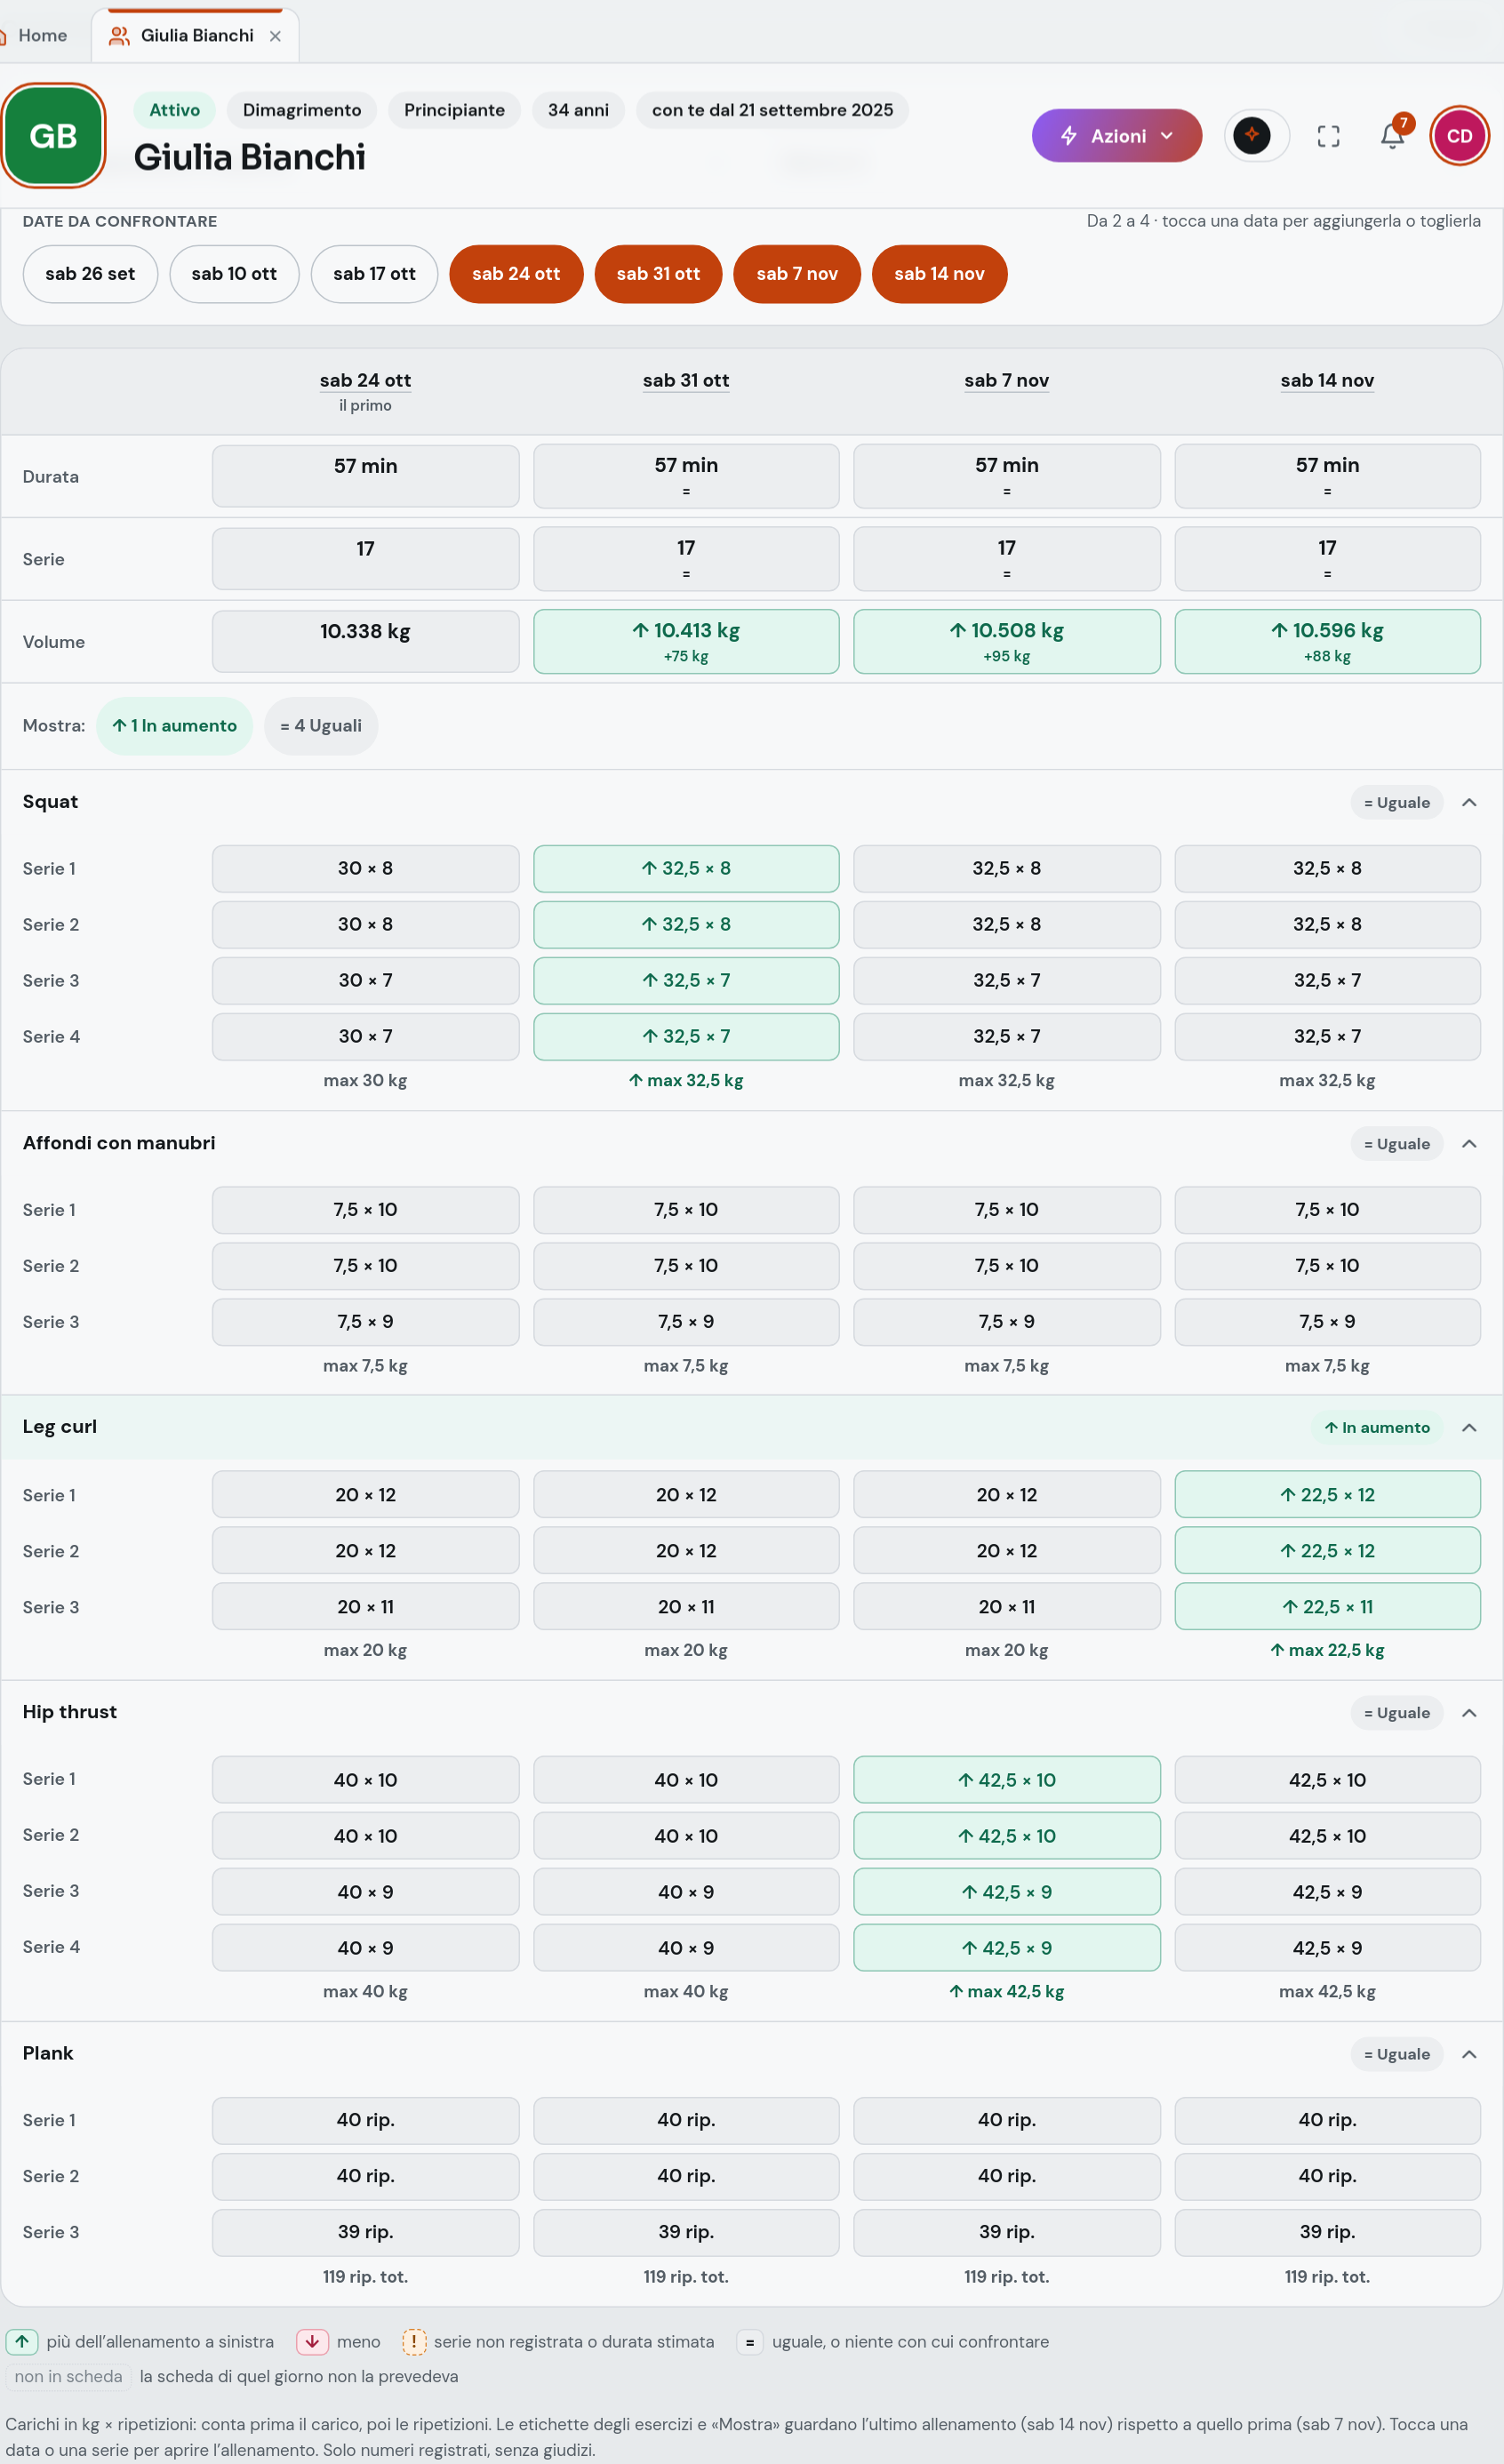 Home
Giulia Bianchi ×
GB
Attivo Dimagrimento Principiante 34 anni con te dal 21 settembre 2025
Giulia Bianchi
Azioni
7
CD
DATE DA CONFRONTARE
Da 2 a 4 · tocca una data per aggiungerla o toglierla
sab 26 set sab 10 ott sab 17 ott sab 24 ott sab 31 ott sab 7 nov sab 14 nov
sab 24 ott sab 31 ott sab 7 nov sab 14 nov
il primo
Durata 57 min 57 min 57 min 57 min
= = =
Serie 17 17 17 17
= = =
Volume 10.338 kg ↑ 10.413 kg ↑ 10.508 kg ↑ 10.596 kg
+75 kg +95 kg +88 kg
Mostra: ↑ 1 In aumento = 4 Uguali
Squat = Uguale
Serie 1 30 × 8 ↑ 32,5 × 8 32,5 × 8 32,5 × 8
Serie 2 30 × 8 ↑ 32,5 × 8 32,5 × 8 32,5 × 8
Serie 3 30 × 7 ↑ 32,5 × 7 32,5 × 7 32,5 × 7
Serie 4 30 × 7 ↑ 32,5 × 7 32,5 × 7 32,5 × 7
max 30 kg ↑ max 32,5 kg max 32,5 kg max 32,5 kg
Affondi con manubri = Uguale
Serie 1 7,5 × 10 7,5 × 10 7,5 × 10 7,5 × 10
Serie 2 7,5 × 10 7,5 × 10 7,5 × 10 7,5 × 10
Serie 3 7,5 × 9 7,5 × 9 7,5 × 9 7,5 × 9
max 7,5 kg max 7,5 kg max 7,5 kg max 7,5 kg
Leg curl ↑ In aumento
Serie 1 20 × 12 20 × 12 20 × 12 ↑ 22,5 × 12
Serie 2 20 × 12 20 × 12 20 × 12 ↑ 22,5 × 12
Serie 3 20 × 11 20 × 11 20 × 11 ↑ 22,5 × 11
max 20 kg max 20 kg max 20 kg ↑ max 22,5 kg
Hip thrust = Uguale
Serie 1 40 × 10 40 × 10 ↑ 42,5 × 10 42,5 × 10
Serie 2 40 × 10 40 × 10 ↑ 42,5 × 10 42,5 × 10
Serie 3 40 × 9 40 × 9 ↑ 42,5 × 9 42,5 × 9
Serie 4 40 × 9 40 × 9 ↑ 42,5 × 9 42,5 × 9
max 40 kg max 40 kg ↑ max 42,5 kg max 42,5 kg
Plank = Uguale
Serie 1 40 rip. 40 rip. 40 rip. 40 rip.
Serie 2 40 rip. 40 rip. 40 rip. 40 rip.
Serie 3 39 rip. 39 rip. 39 rip. 39 rip.
119 rip. tot. 119 rip. tot. 119 rip. tot. 119 rip. tot.
↑ più dell’allenamento a sinistra ↓ meno ! serie non registrata o durata stimata = uguale, o niente con cui confrontare
non in scheda la scheda di quel giorno non la prevedeva
Carichi in kg × ripetizioni: conta prima il carico, poi le ripetizioni. Le etichette degli esercizi e «Mostra» guardano l’ultimo allenamento (sab 14 nov) rispetto a quello prima (sab 7 nov). Tocca una
data o una serie per aprire l’allenamento. Solo numeri registrati, senza giudizi.